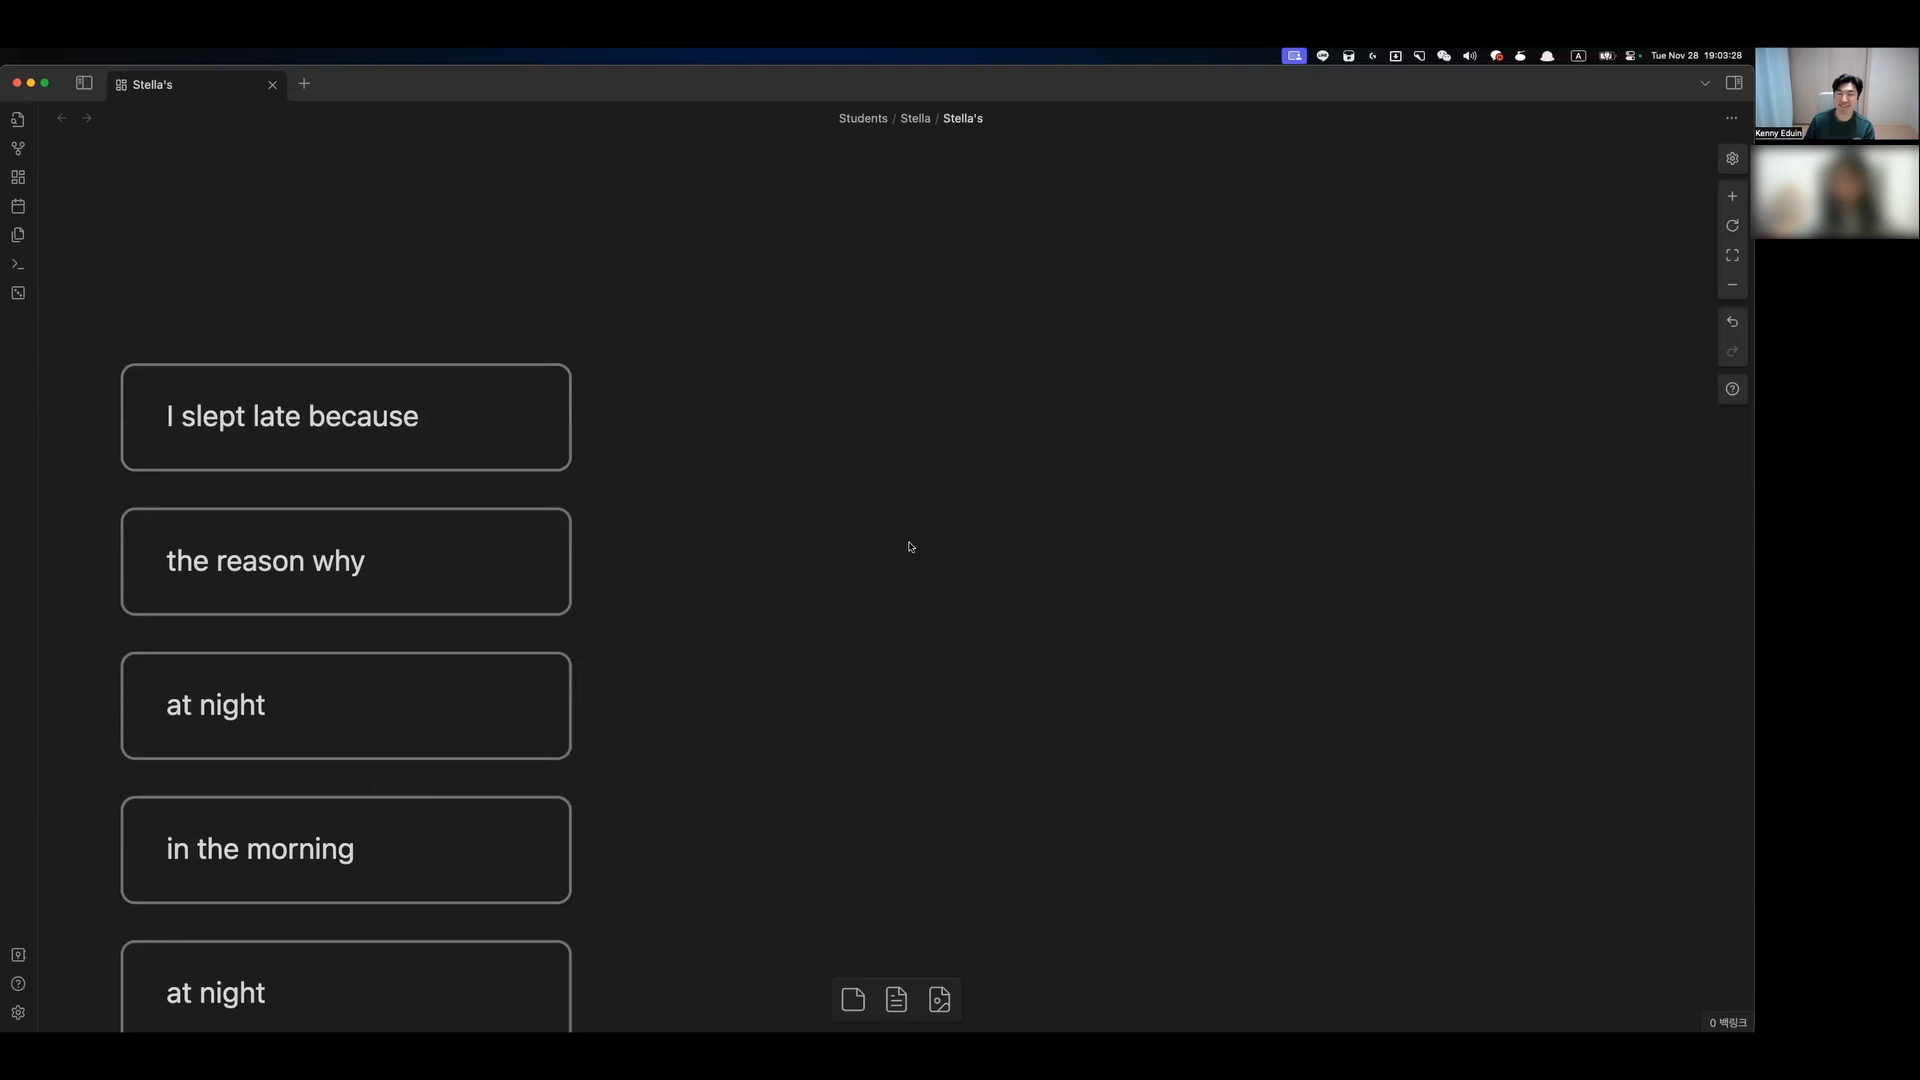 A
Tue Nov 28 19:03:28
Stella's
Students / Stella / Stella's
Kenny Eduin
I slept late because
the reason why
at night
in the morning
at night
0 백링크